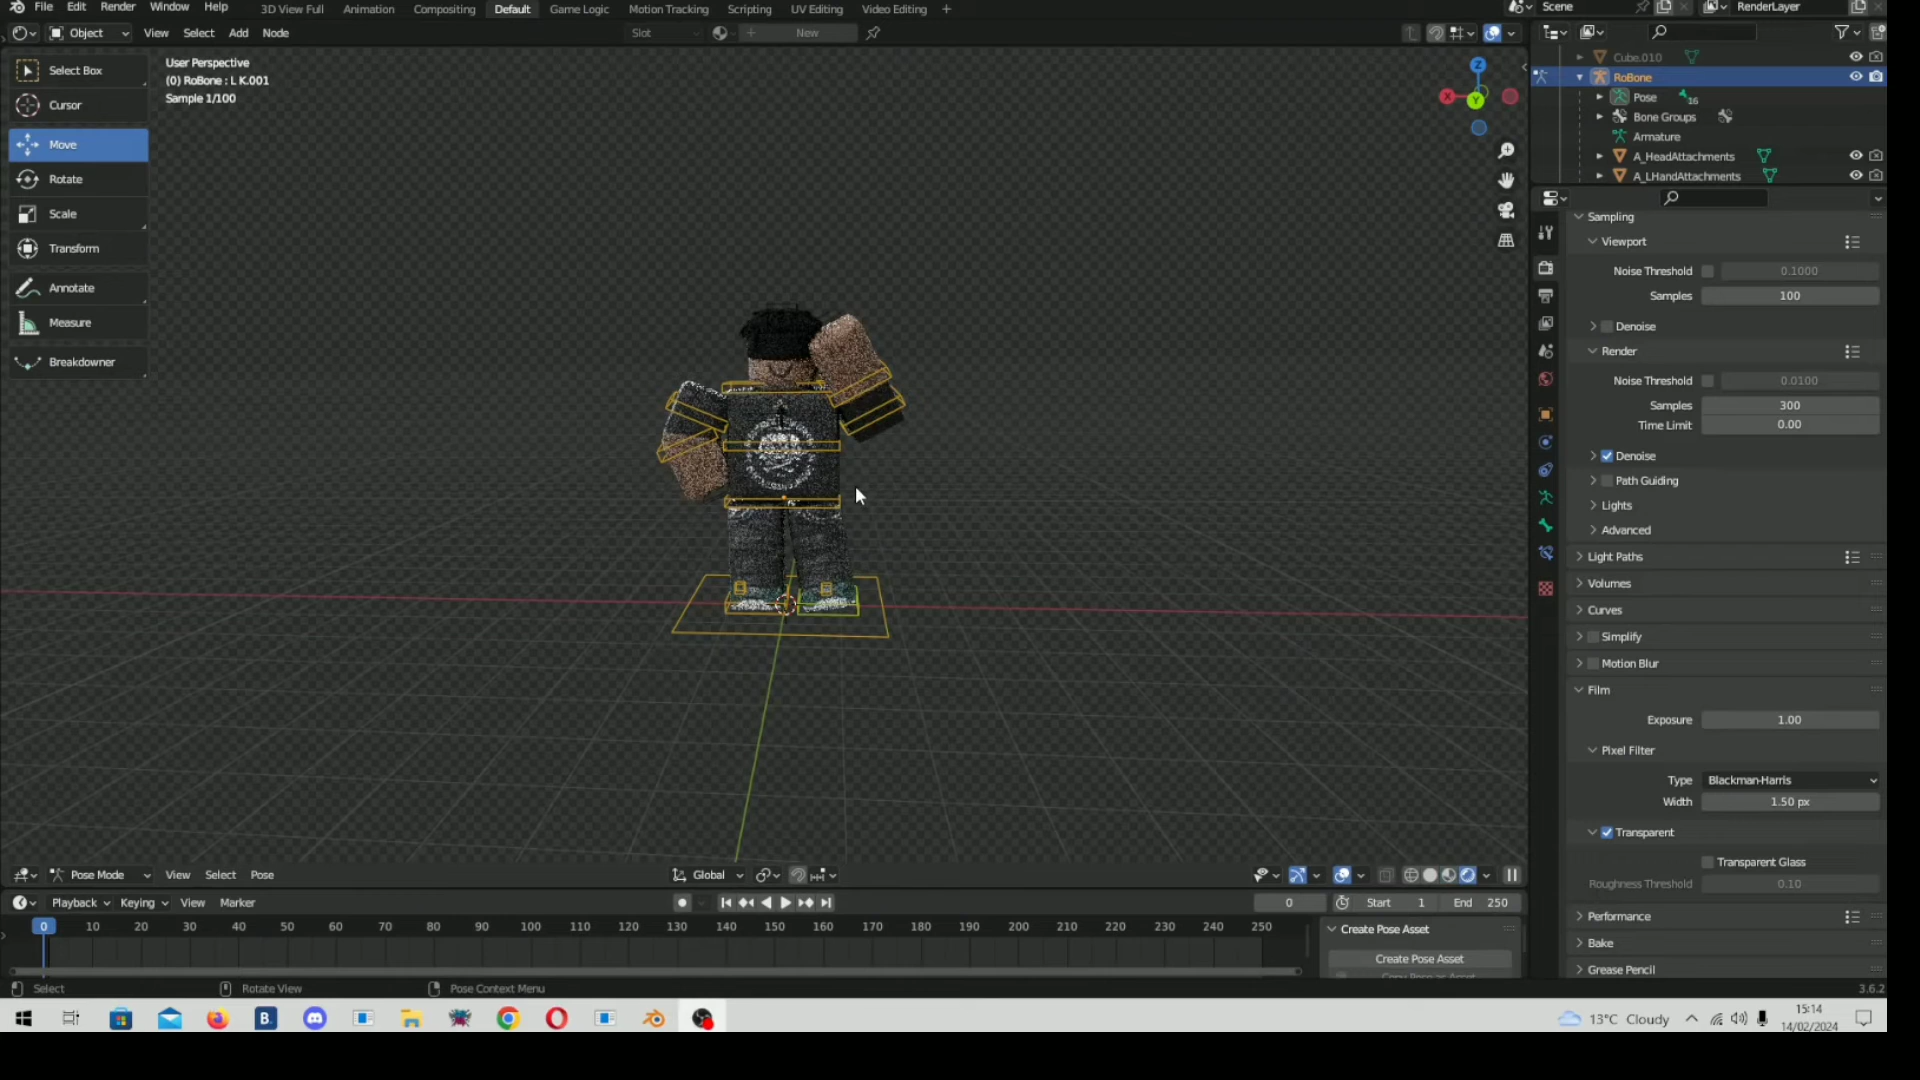 File Edit Render Window Help 3D View Full Animation Compositing Default Game Logic Motion Tracking Scripting UV Editing Video Editing + Scene RenderLayer
Object View Select Add Node Slot New
Select Box
Cursor
Move
Rotate
Scale
Transform
Annotate
Measure
Breakdowner
User Perspective
(0) RoBone : L K.001
Sample 1/100
Z
X
Y
Cube.010
RoBone
Pose 16
Bone Groups
Armature
A_HeadAttachments
A_LHandAttachments
Sampling
Viewport
Noise Threshold 0.1000
Samples 100
Denoise
Render
Noise Threshold 0.0100
Samples 300
Time Limit 0.00
Denoise
Path Guiding
Lights
Advanced
Light Paths
Volumes
Curves
Simplify
Motion Blur
Film
Exposure 1.00
Pixel Filter
Type Blackman-Harris
Width 1.50 px
Transparent
Transparent Glass
Roughness Threshold 0.10
Performance
Bake
Grease Pencil
Pose Mode View Select Pose Global
Playback Keying View Marker 0 Start 1 End 250
0 10 20 30 40 50 60 70 80 90 100 110 120 130 140 150 160 170 180 190 200 210 220 230 240 250
Create Pose Asset
Create Pose Asset
Copy Pose as Asset
Select Rotate View Pose Context Menu 3.6.2
B.
13°C Cloudy
15:14
14/02/2024